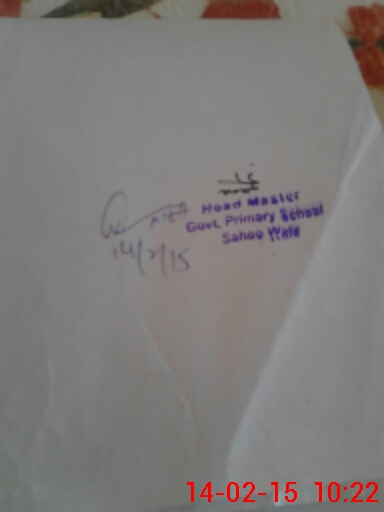 Head Master
Govt. Primary School
Sahoo Wala
14/2/15
14-02-15 10:22